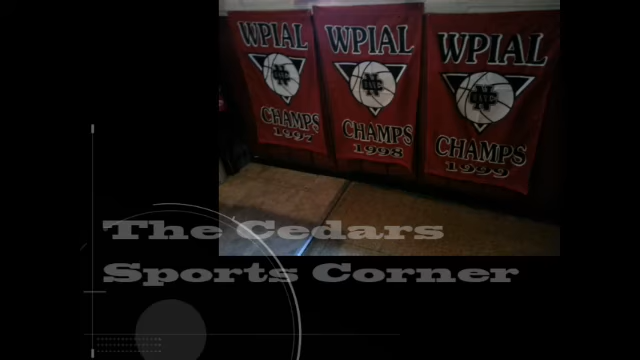 WPIAL
CHAMPS
1997
WPIAL
N
CHAMPS
1998
WPIAL
N
CHAMPS
1999
The Cedars
Sports Corner